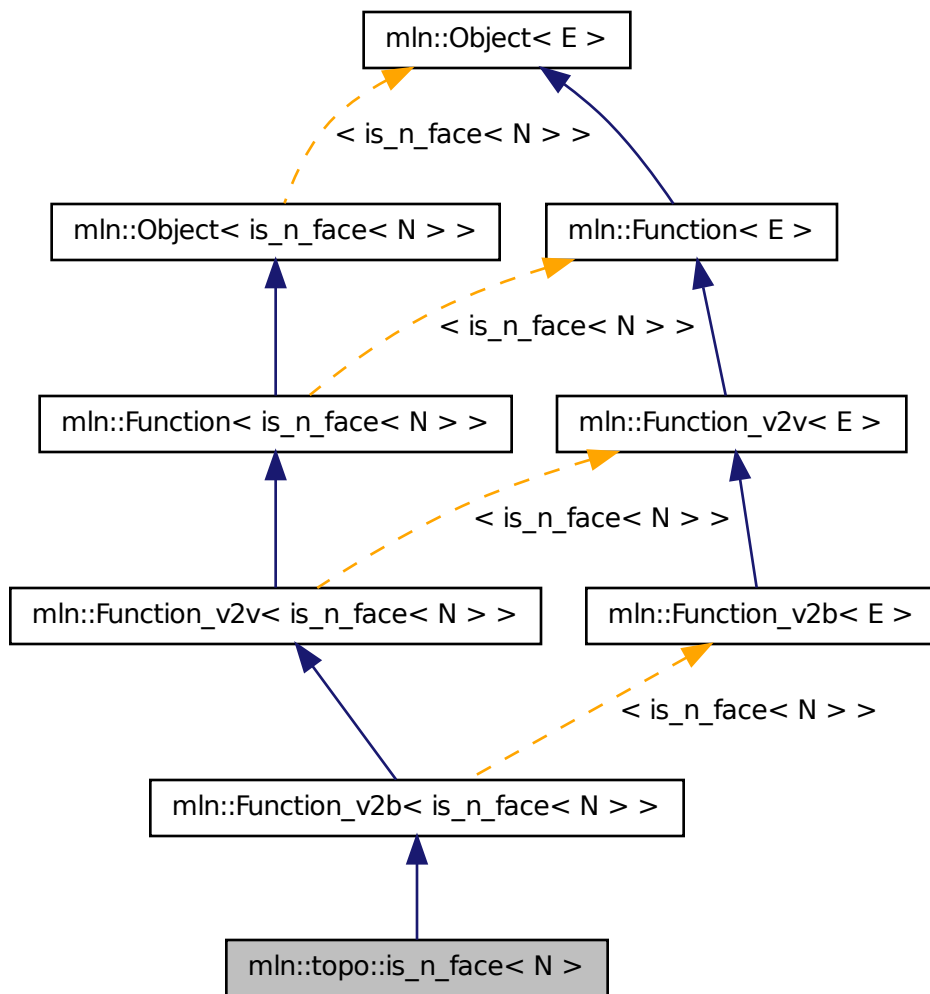 mln::Object< E >
< is_n_face< N > >
mln::Object< is_n_face< N > >
mln::Function< E >
< is_n_face< N > >
mln::Function< is_n_face< N > >
mln::Function_v2v< E >
< is_n_face< N > >
mln::Function_v2v< is_n_face< N > >
mln::Function_v2b< E >
< is_n_face< N > >
mln::Function_v2b< is_n_face< N > >
mln::topo::is_n_face< N >